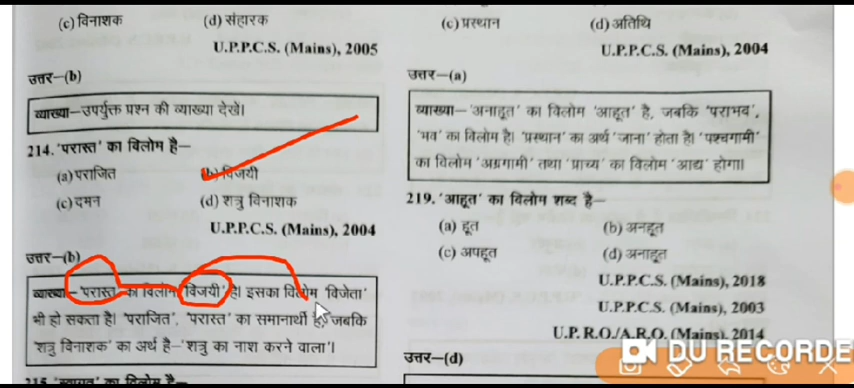 (c) विनाशक (d) संहारक
U.P.P.C.S. (Mains), 2005
उत्तर–(b)
व्याख्या–उपर्युक्त प्रश्न की व्याख्या देखें।
214. 'परास्त' का विलोम है–
(a) पराजित (b) विजयी
(c) दमन (d) शत्रु विनाशक
U.P.P.C.S. (Mains), 2004
उत्तर–(b)
व्याख्या–'परास्त' का विलोम 'विजयी' है। इसका विलोम 'विजेता'
भी हो सकता है। 'पराजित', 'परास्त' का समानार्थी है, जबकि
'शत्रु विनाशक' का अर्थ है–'शत्रु का नाश करने वाला'।
215. 'स्वागत' का विलोम है–
(c) प्रस्थान (d) अतिथि
U.P.P.C.S. (Mains), 2004
उत्तर–(a)
व्याख्या–'अनाहूत' का विलोम 'आहूत' है, जबकि 'पराभव',
'भव' का विलोम है। 'प्रस्थान' का अर्थ 'जाना' होता है। 'पश्चगामी'
का विलोम 'अग्रगामी' तथा 'प्राच्य' का विलोम 'आद्य' होगा।
219. 'आहूत' का विलोम शब्द है–
(a) हूत (b) अनहूत
(c) अपहूत (d) अनाहूत
U.P.P.C.S. (Mains), 2018
U.P.P.C.S. (Mains), 2003
U.P. R.O./A.R.O. (Mains), 2014
उत्तर–(d)
DU RECORDE